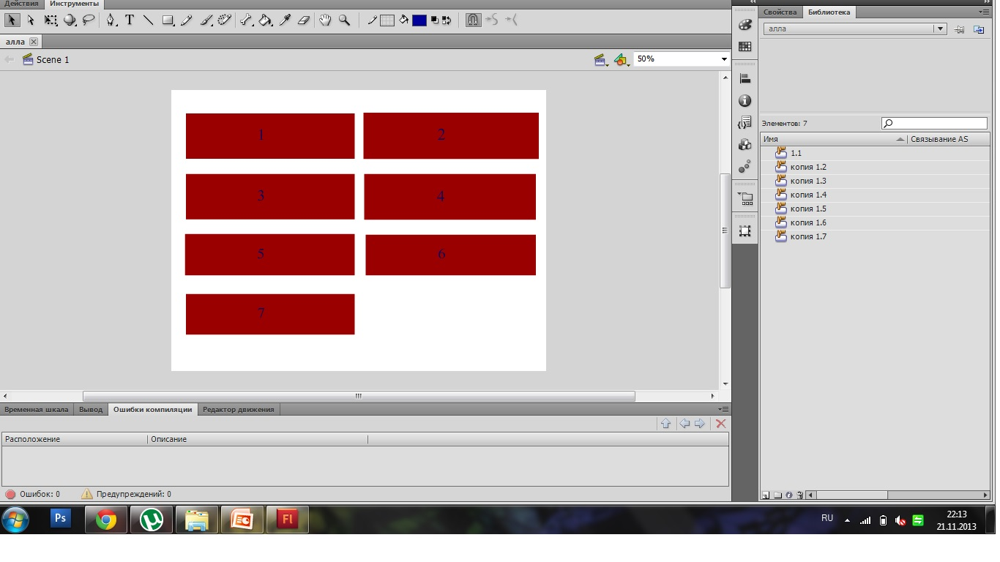 Действия Инструменты
алла
Scene 1
50%
1
2
3
4
5
6
7
Временная шкала Вывод Ошибки компиляции Редактор движения
Расположение Описание
Ошибок: 0 Предупреждений: 0
Свойства Библиотека
алла
Элементов: 7
Имя Связывание AS
1.1
копия 1.2
копия 1.3
копия 1.4
копия 1.5
копия 1.6
копия 1.7
Ps
Fl
RU
22:13
21.11.2013